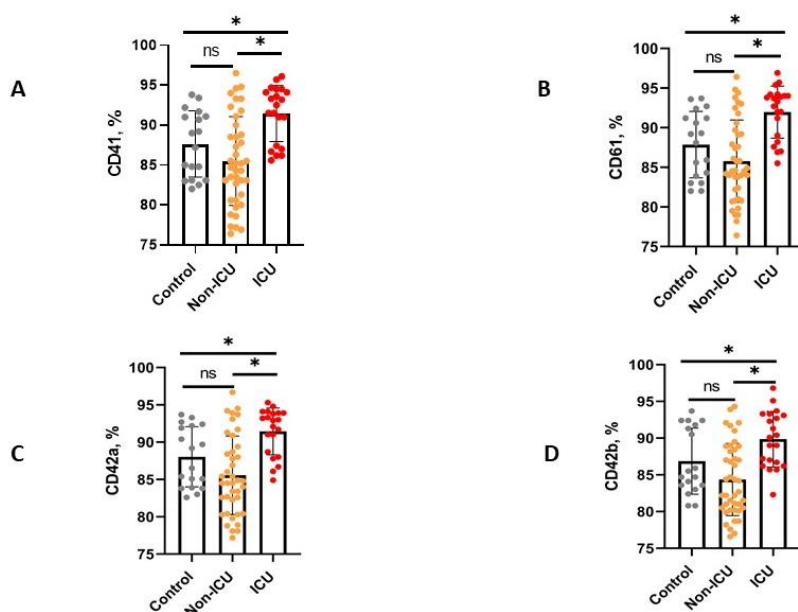 A
*
ns
*
CD41, %
100
95
90
85
80
75
Control
Non-ICU
ICU
B
*
ns
*
CD61, %
100
95
90
85
80
75
Control
Non-ICU
ICU
C
*
ns
*
CD42a, %
100
95
90
85
80
75
Control
Non-ICU
ICU
D
*
ns
*
CD42b, %
100
95
90
85
80
75
Control
Non-ICU
ICU